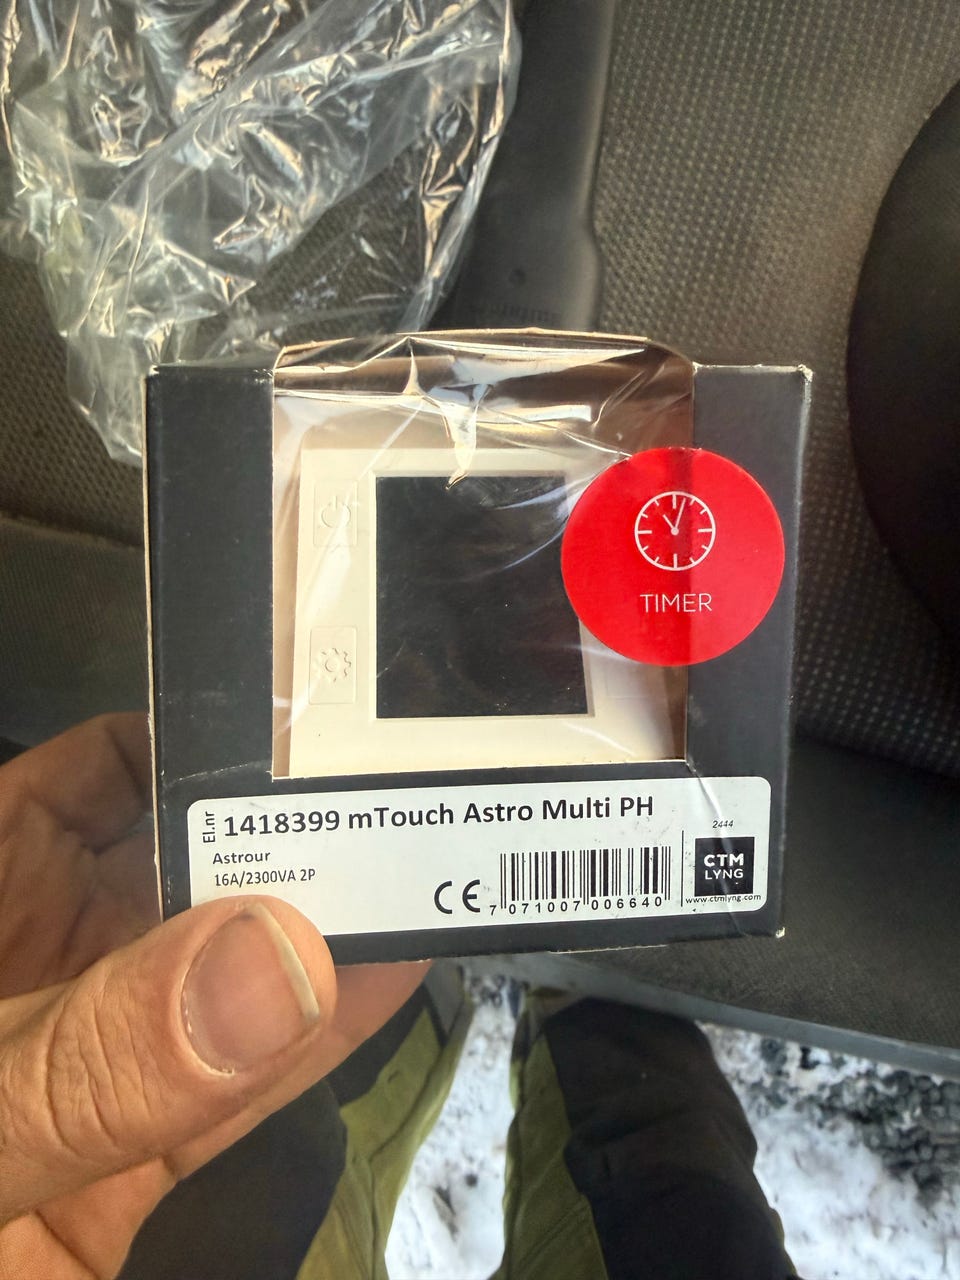 TIMER
El.nr 1418399 mTouch Astro Multi PH
Astrour
16A/2300VA 2P
CE
7 071007 006640
2444
CTM
LYNG
www.ctmlyng.com